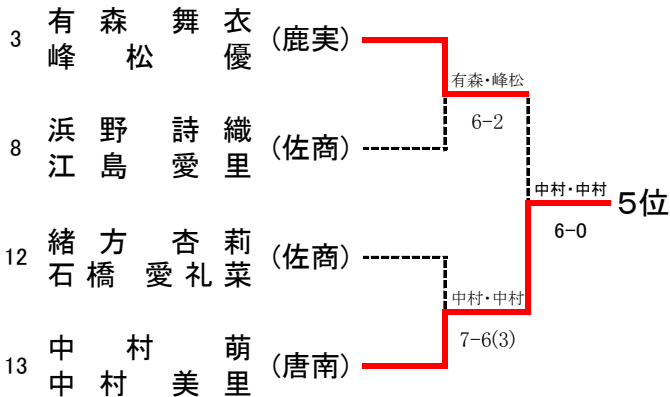 3 有森 舞衣 (鹿実)
峰松 優
有森・峰松
6-2
8 浜野 詩織 (佐商)
江島 愛里
中村・中村 5位
6-0
12 緒方 杏莉 (佐商)
石橋 愛礼菜
中村・中村
7-6(3)
13 中村 萌 (唐南)
中村 美里